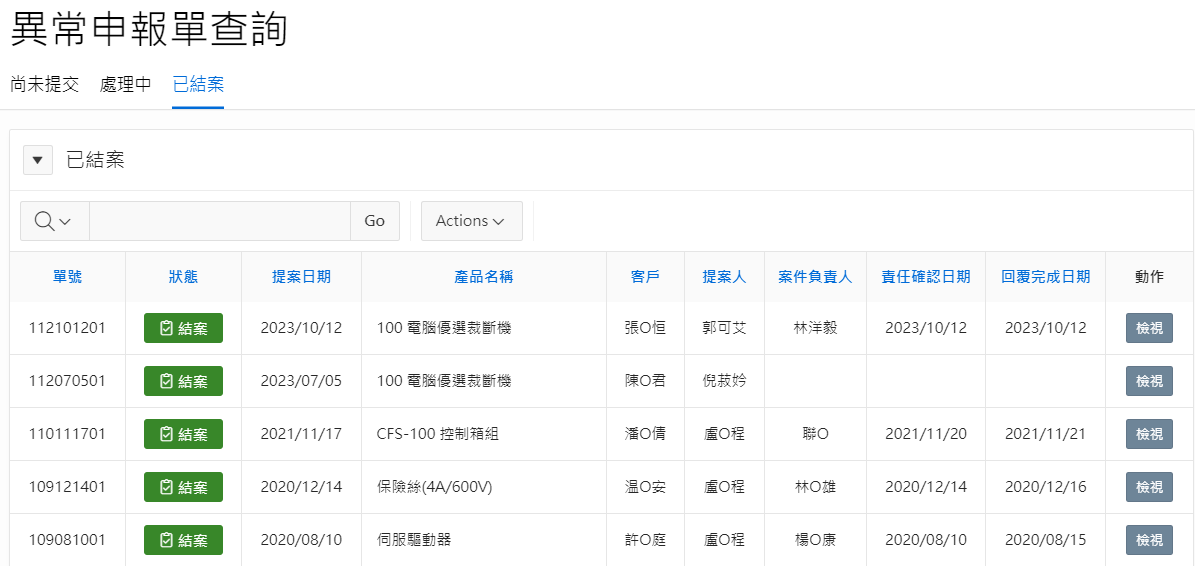 異常申報單查詢
尚未提交 處理中 已結案
已結案
Go Actions
單號 狀態 提案日期 產品名稱 客戶 提案人 案件負責人 責任確認日期 回覆完成日期 動作
112101201 結案 2023/10/12 100 電腦優選裁斷機 張O恒 郭可艾 林洋毅 2023/10/12 2023/10/12 檢視
112070501 結案 2023/07/05 100 電腦優選裁斷機 陳O君 倪菽妗 檢視
110111701 結案 2021/11/17 CFS-100 控制箱組 潘O倩 盧O程 聯O 2021/11/20 2021/11/21 檢視
109121401 結案 2020/12/14 保險絲(4A/600V) 温O安 盧O程 林O雄 2020/12/14 2020/12/16 檢視
109081001 結案 2020/08/10 伺服驅動器 許O庭 盧O程 楊O康 2020/08/10 2020/08/15 檢視